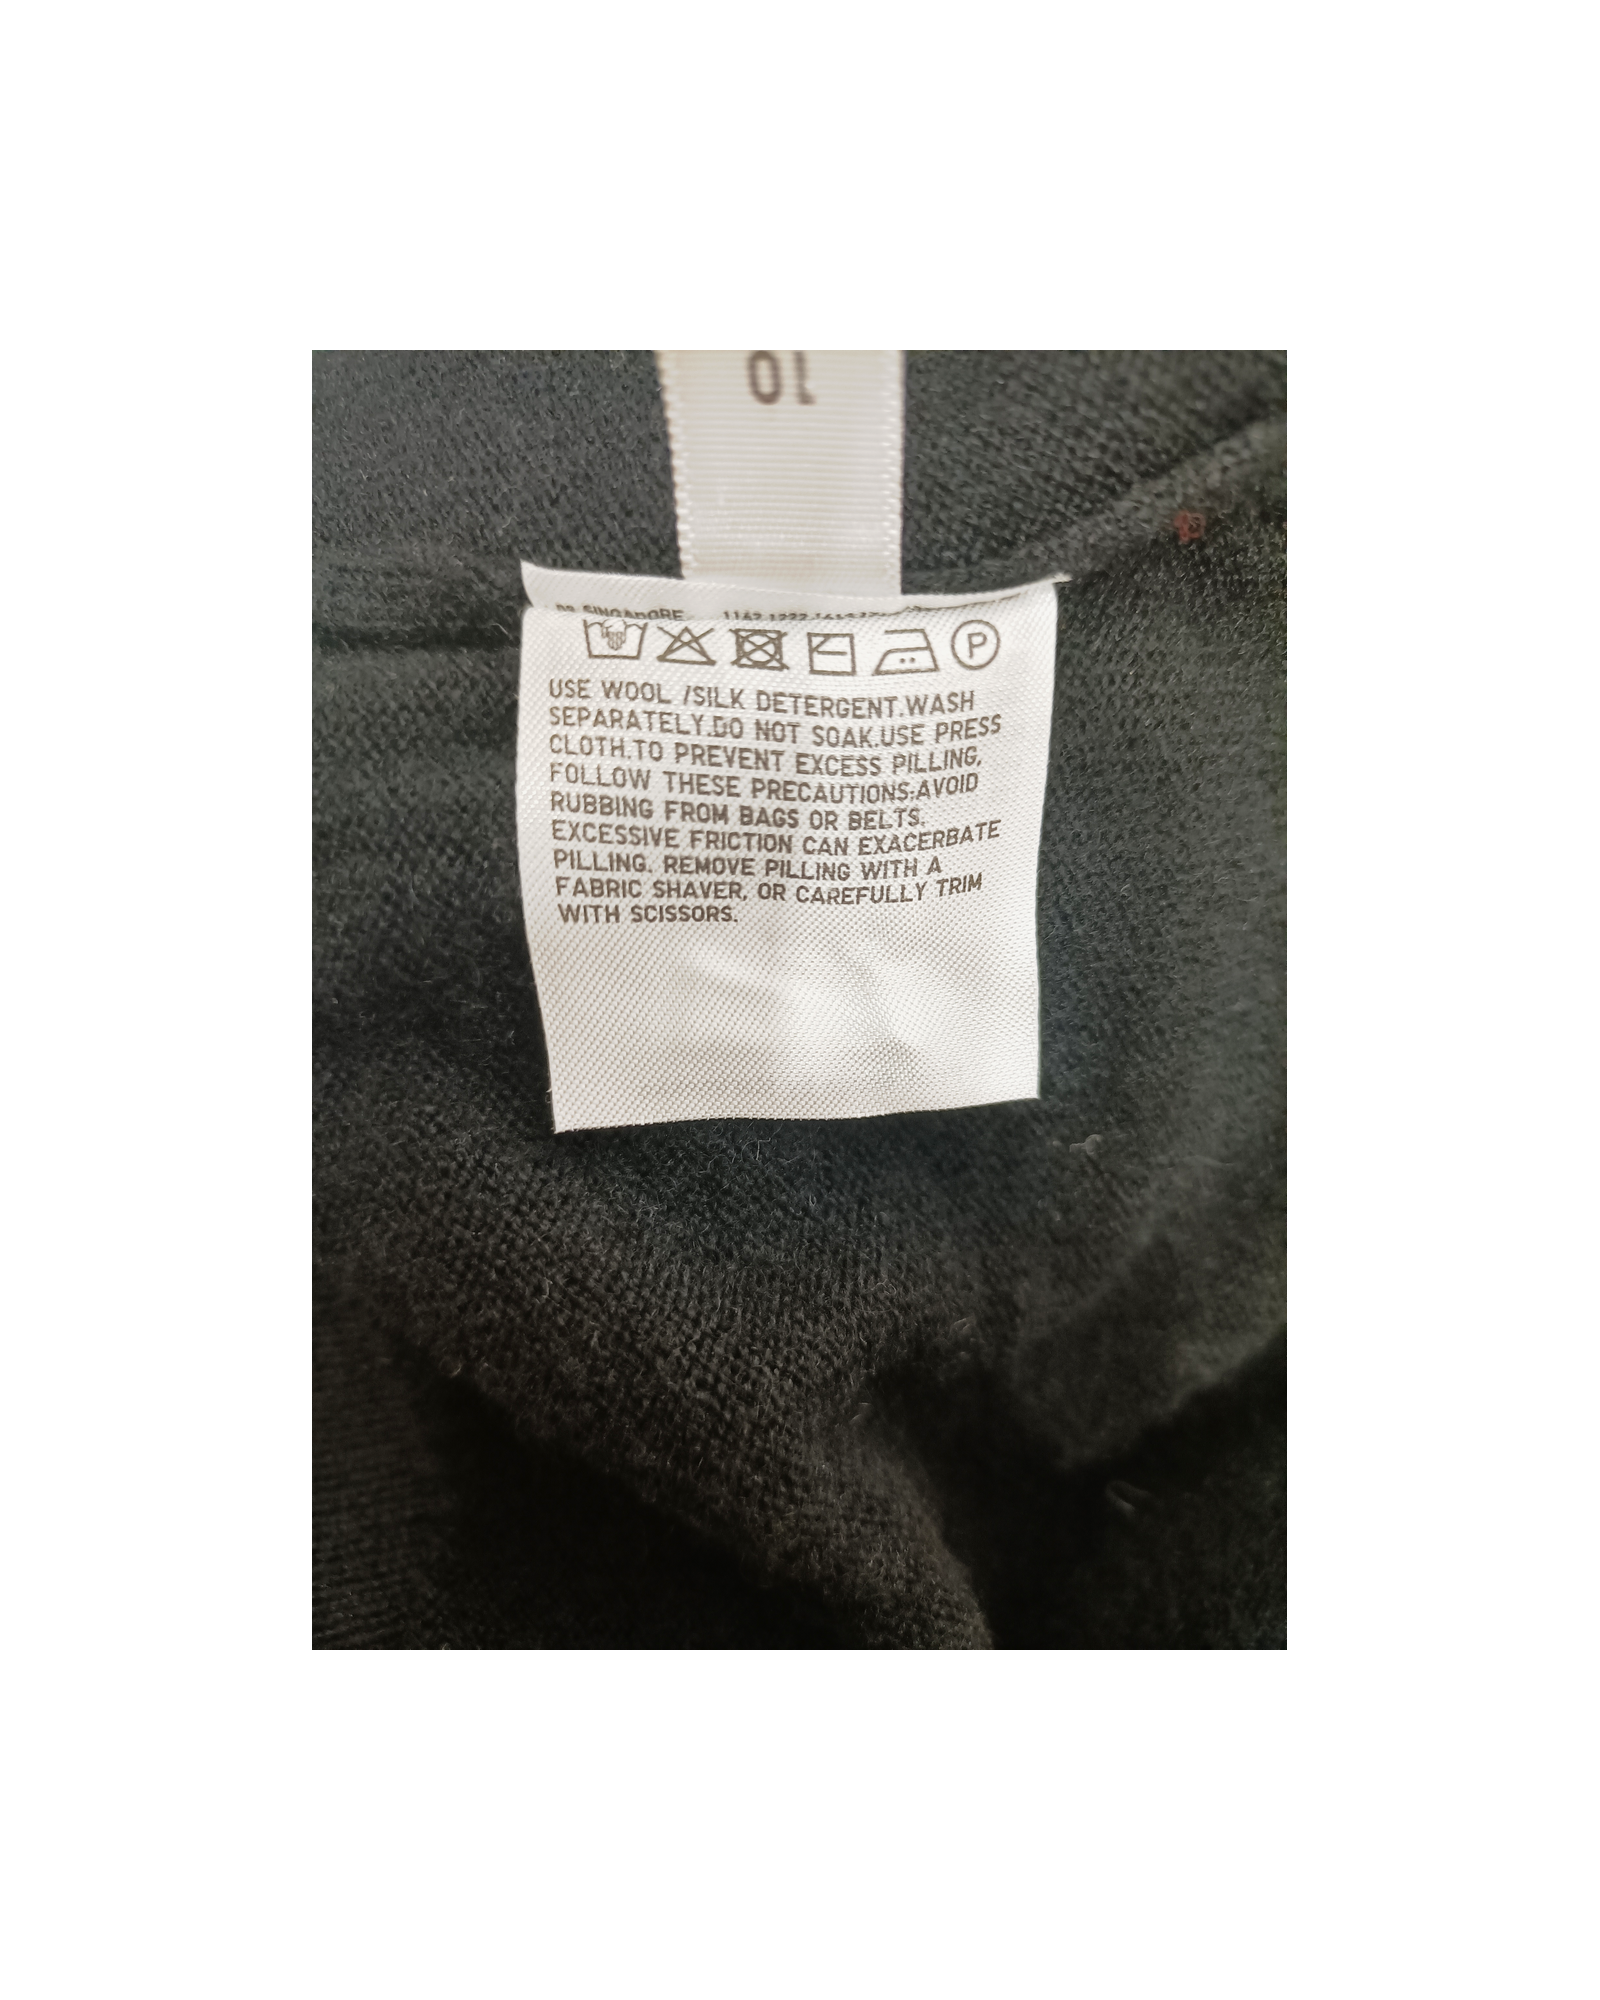 10
SINGAPORE
P
USE WOOL /SILK DETERGENT.WASH
SEPARATELY.DO NOT SOAK.USE PRESS
CLOTH.TO PREVENT EXCESS PILLING,
FOLLOW THESE PRECAUTIONS:AVOID
RUBBING FROM BAGS OR BELTS.
EXCESSIVE FRICTION CAN EXACERBATE
PILLING. REMOVE PILLING WITH A
FABRIC SHAVER, OR CAREFULLY TRIM
WITH SCISSORS.